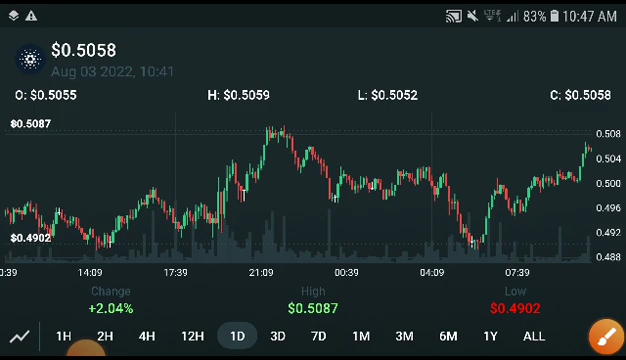 LTE 83% 10:47 AM
$0.5058
Aug 03 2022, 10:41
O: $0.5055 H: $0.5059 L: $0.5052 C: $0.5058
$0.5087
0.508
0.504
0.500
0.496
0.492
$0.4902
0.488
0:39 14:09 17:39 21:09 00:39 04:09 07:39
Change High Low
+2.04% $0.5087 $0.4902
1H 2H 4H 12H 1D 3D 7D 1M 3M 6M 1Y ALL